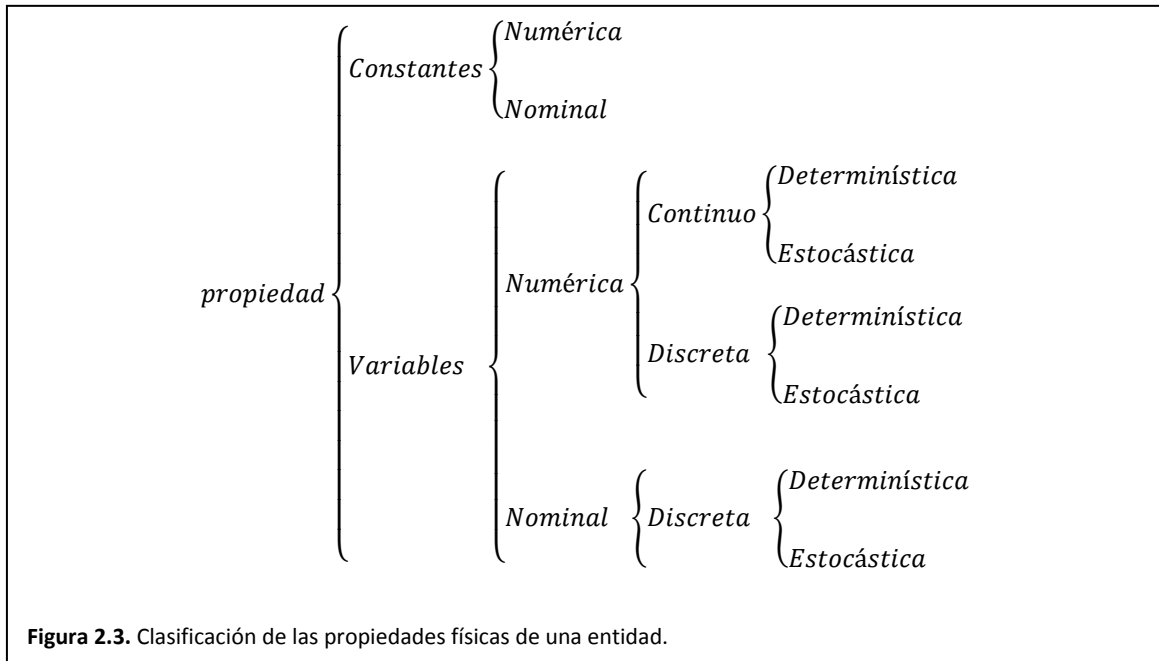 propiedad
Constantes
Numérica
Nominal
Variables
Numérica
Continuo
Determinística
Estocástica
Discreta
Determinística
Estocástica
Nominal
Discreta
Determinística
Estocástica
Figura 2.3. Clasificación de las propiedades físicas de una entidad.